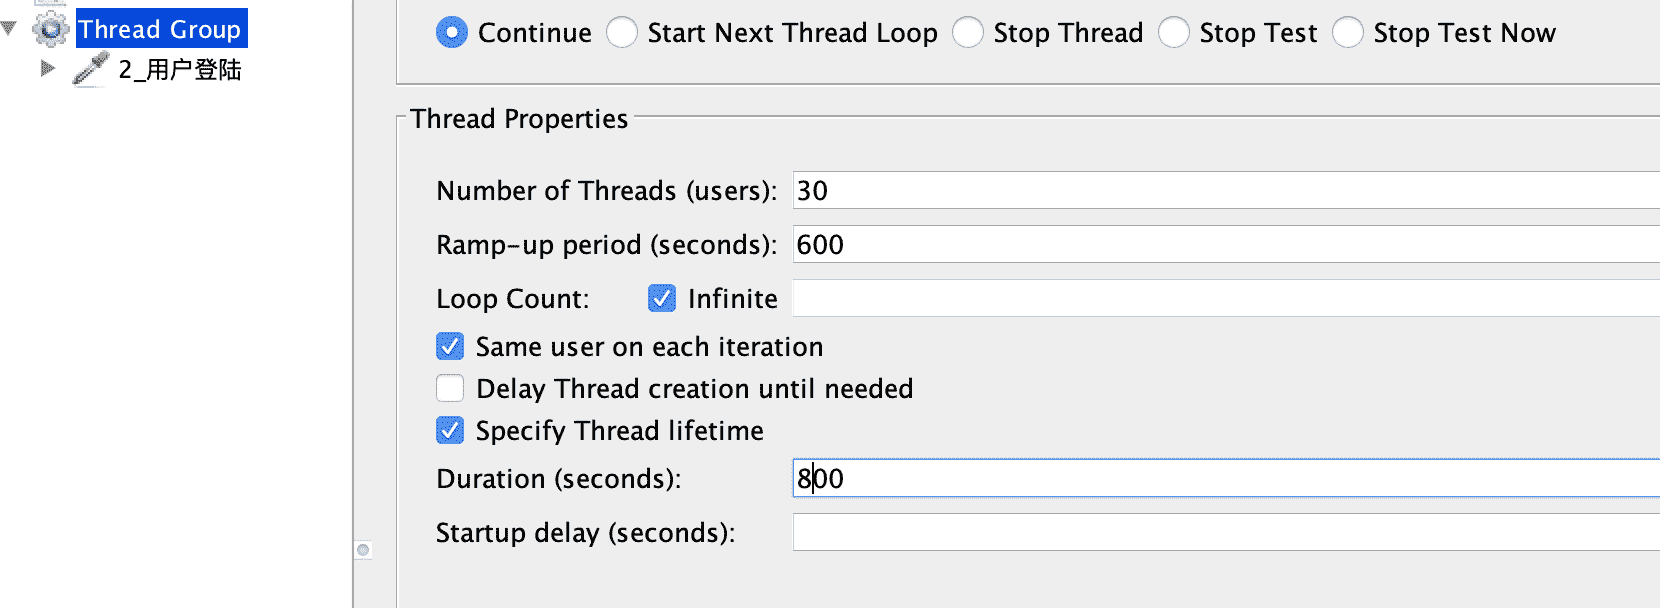 Thread Group
2_用户登陆
Continue Start Next Thread Loop Stop Thread Stop Test Stop Test Now
Thread Properties
Number of Threads (users): 30
Ramp-up period (seconds): 600
Loop Count: Infinite
Same user on each iteration
Delay Thread creation until needed
Specify Thread lifetime
Duration (seconds): 800
Startup delay (seconds):